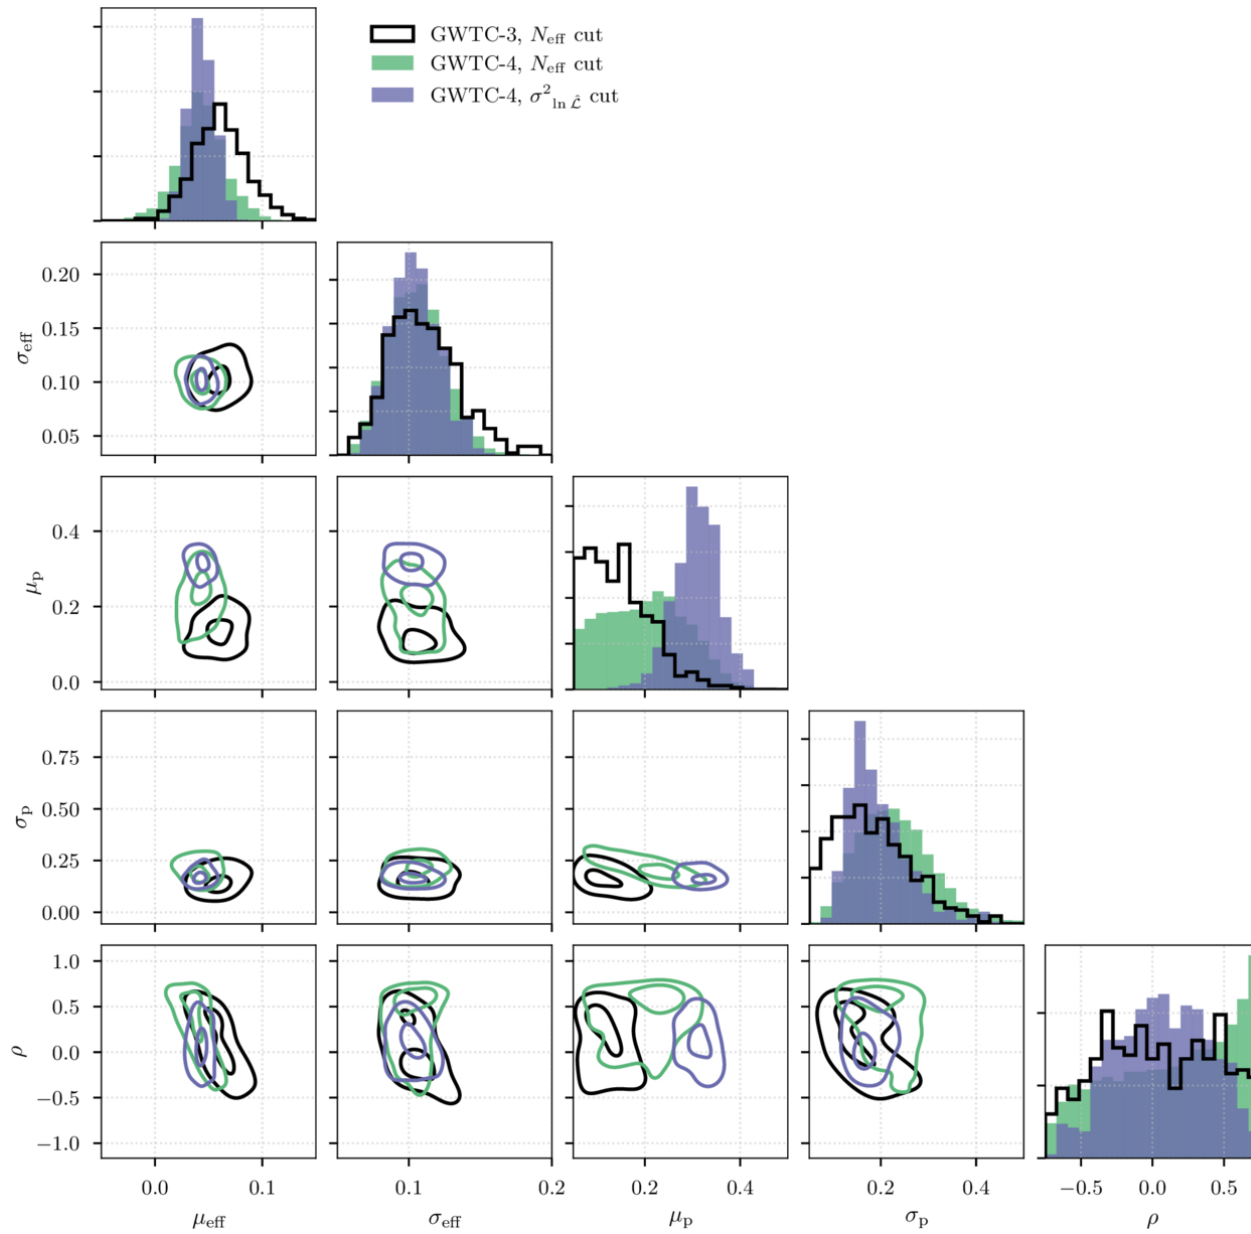 GWTC-3, N_eff cut
GWTC-4, N_eff cut
GWTC-4, σ²_ln ℒ̂ cut
0.20
0.15
0.10
0.05
σ_eff
0.4
0.2
0.0
μ_p
0.75
0.50
0.25
0.00
σ_p
1.0
0.5
0.0
−0.5
−1.0
ρ
0.0 0.1 0.1 0.2 0.2 0.4 0.2 0.4 −0.5 0.0 0.5
μ_eff σ_eff μ_p σ_p ρ